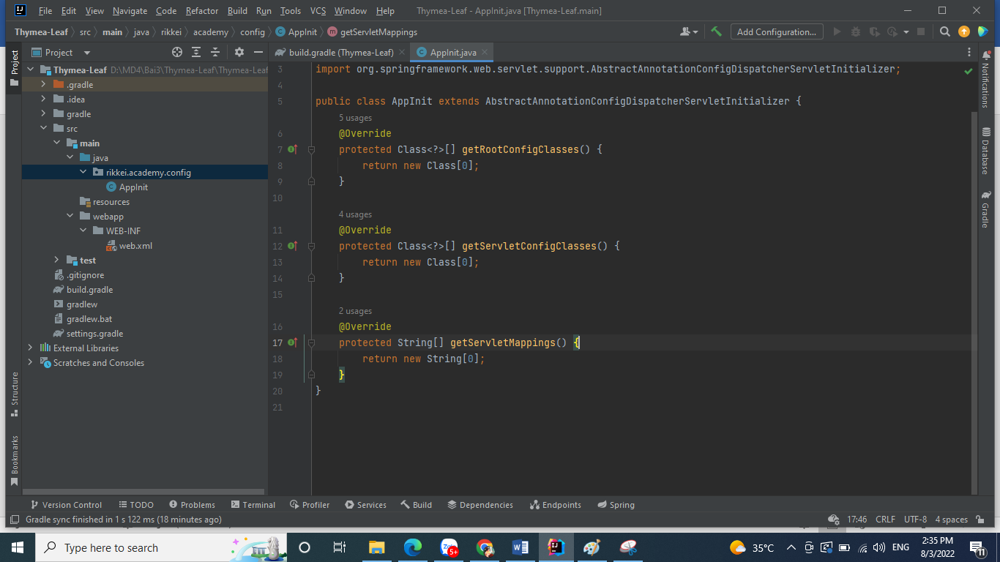 File Edit View Navigate Code Refactor Build Run Tools VCS Window Help Thymea-Leaf - AppInit.java [Thymea-Leaf.main]
Thymea-Leaf src main java rikkei academy config AppInit getServletMappings Add Configuration...
Project
build.gradle (Thymea-Leaf) AppInit.java
Thymea-Leaf D:\MD4\Bai3\Thymea-Leaf\Thymea-Leaf
.gradle
.idea
gradle
src
main
java
rikkei.academy.config
AppInit
resources
webapp
WEB-INF
web.xml
test
.gitignore
build.gradle
gradlew
gradlew.bat
settings.gradle
External Libraries
Scratches and Consoles
3 import org.springframework.web.servlet.support.AbstractAnnotationConfigDispatcherServletInitializer;
4
5 public class AppInit extends AbstractAnnotationConfigDispatcherServletInitializer {
5 usages
6 @Override
7 protected Class<?>[] getRootConfigClasses() {
8 return new Class[0];
9 }
10
4 usages
11 @Override
12 protected Class<?>[] getServletConfigClasses() {
13 return new Class[0];
14 }
15
2 usages
16 @Override
17 protected String[] getServletMappings() {
18 return new String[0];
19 }
20 }
21
Project
Structure
Bookmarks
Notifications
Database
Gradle
Version Control TODO Problems Terminal Profiler Services Build Dependencies Endpoints Spring
Gradle sync finished in 1 s 122 ms (18 minutes ago) 17:46 CRLF UTF-8 4 spaces
Type here to search 5+ 35°C ENG 2:35 PM
8/3/2022 11